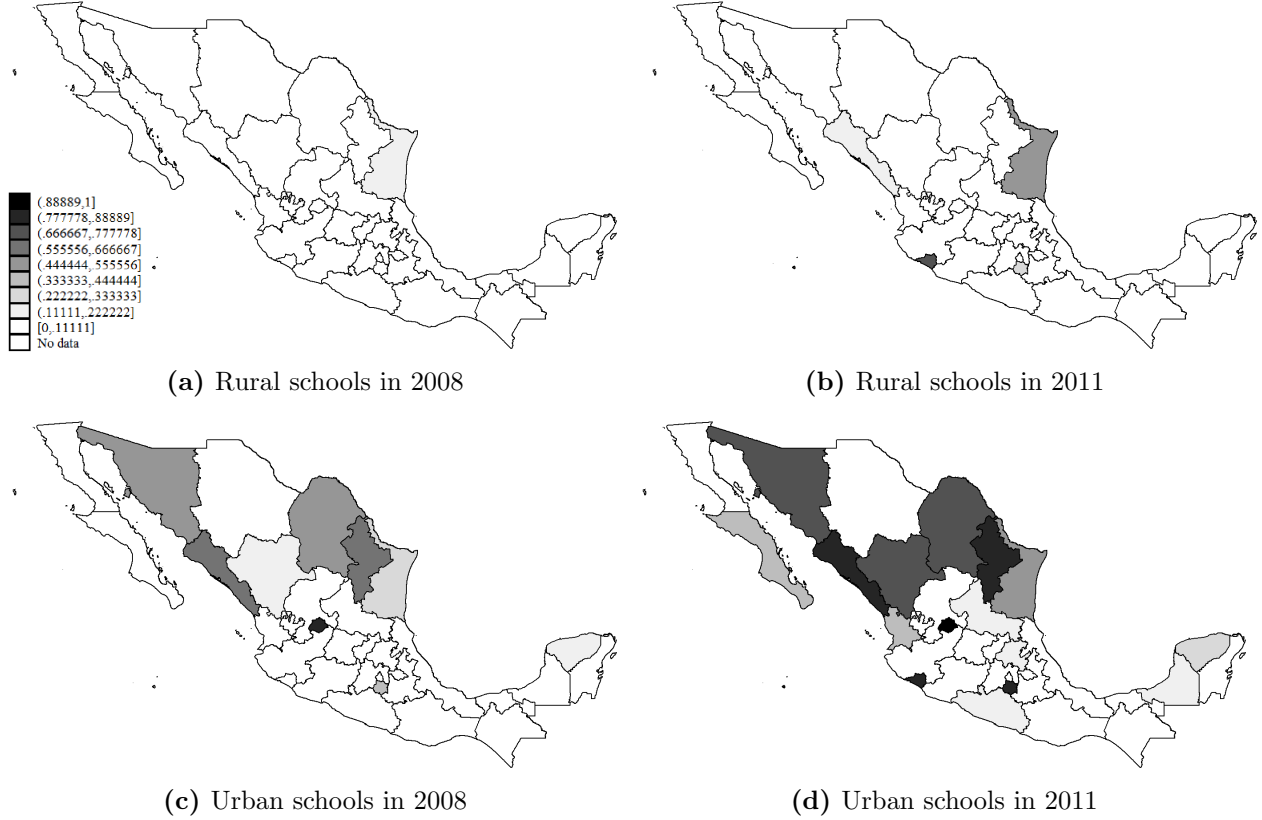 (.88889,1]
(.777778,.88889]
(.666667,.777778]
(.555556,.666667]
(.444444,.555556]
(.333333,.444444]
(.222222,.333333]
(.11111,.222222]
[0,.11111]
No data
(a) Rural schools in 2008
(b) Rural schools in 2011
(c) Urban schools in 2008
(d) Urban schools in 2011